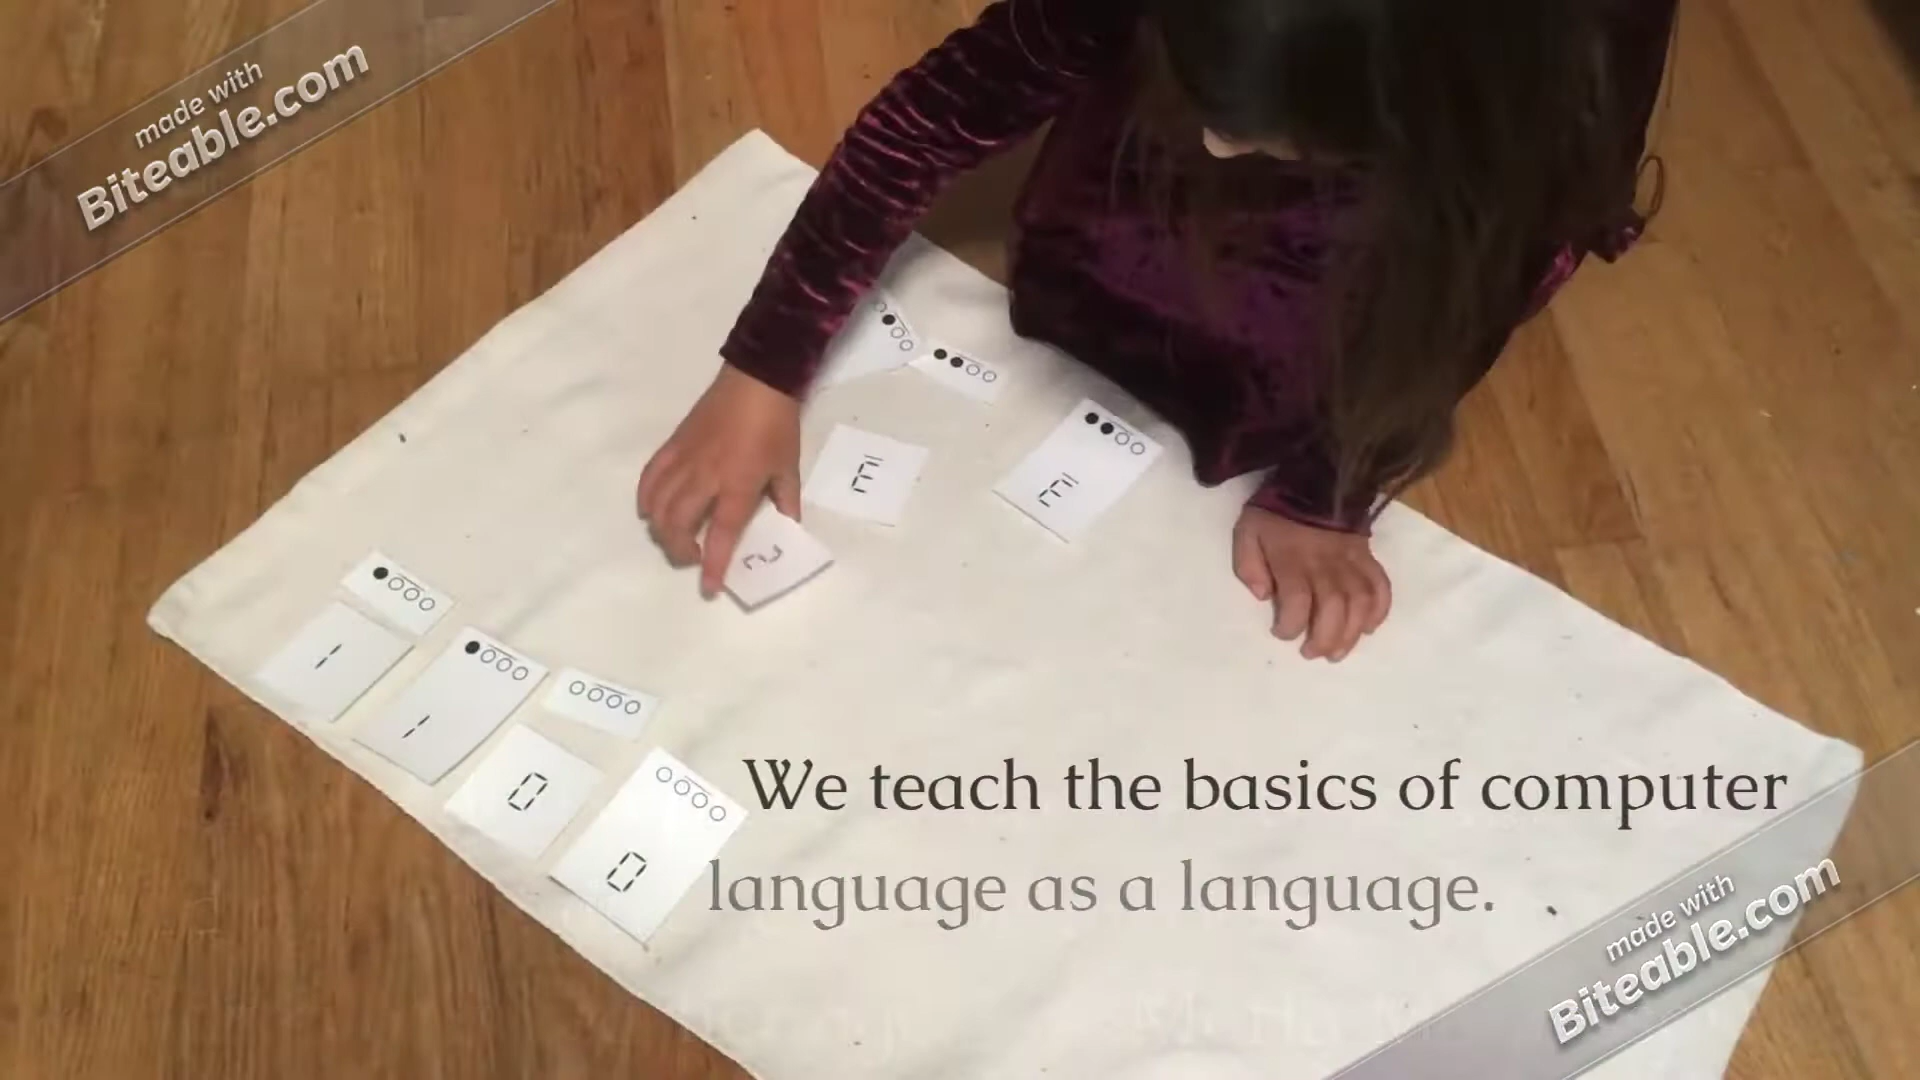 made with
Biteable.com
2
1
1
0
0
We teach the basics of computer
language as a language.
made with
Biteable.com